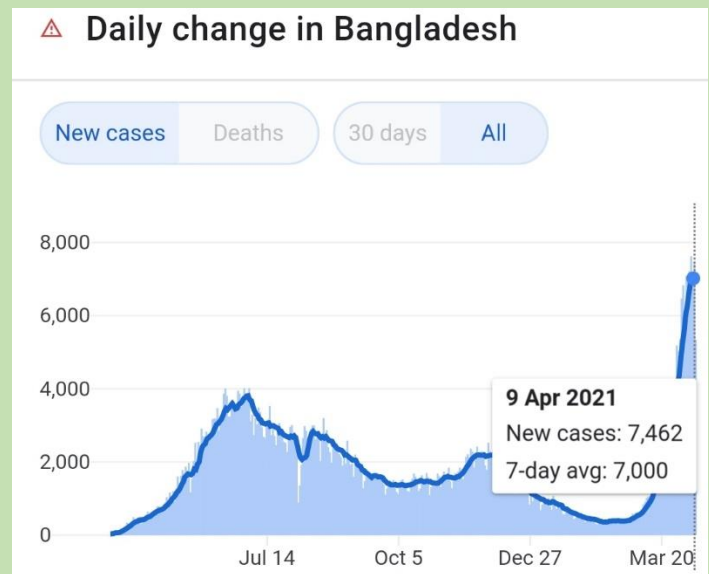 Daily change in Bangladesh
New cases
Deaths
30 days
All
8,000
6,000
4,000
2,000
0
9 Apr 2021
New cases: 7,462
7-day avg: 7,000
Jul 14
Oct 5
Dec 27
Mar 20